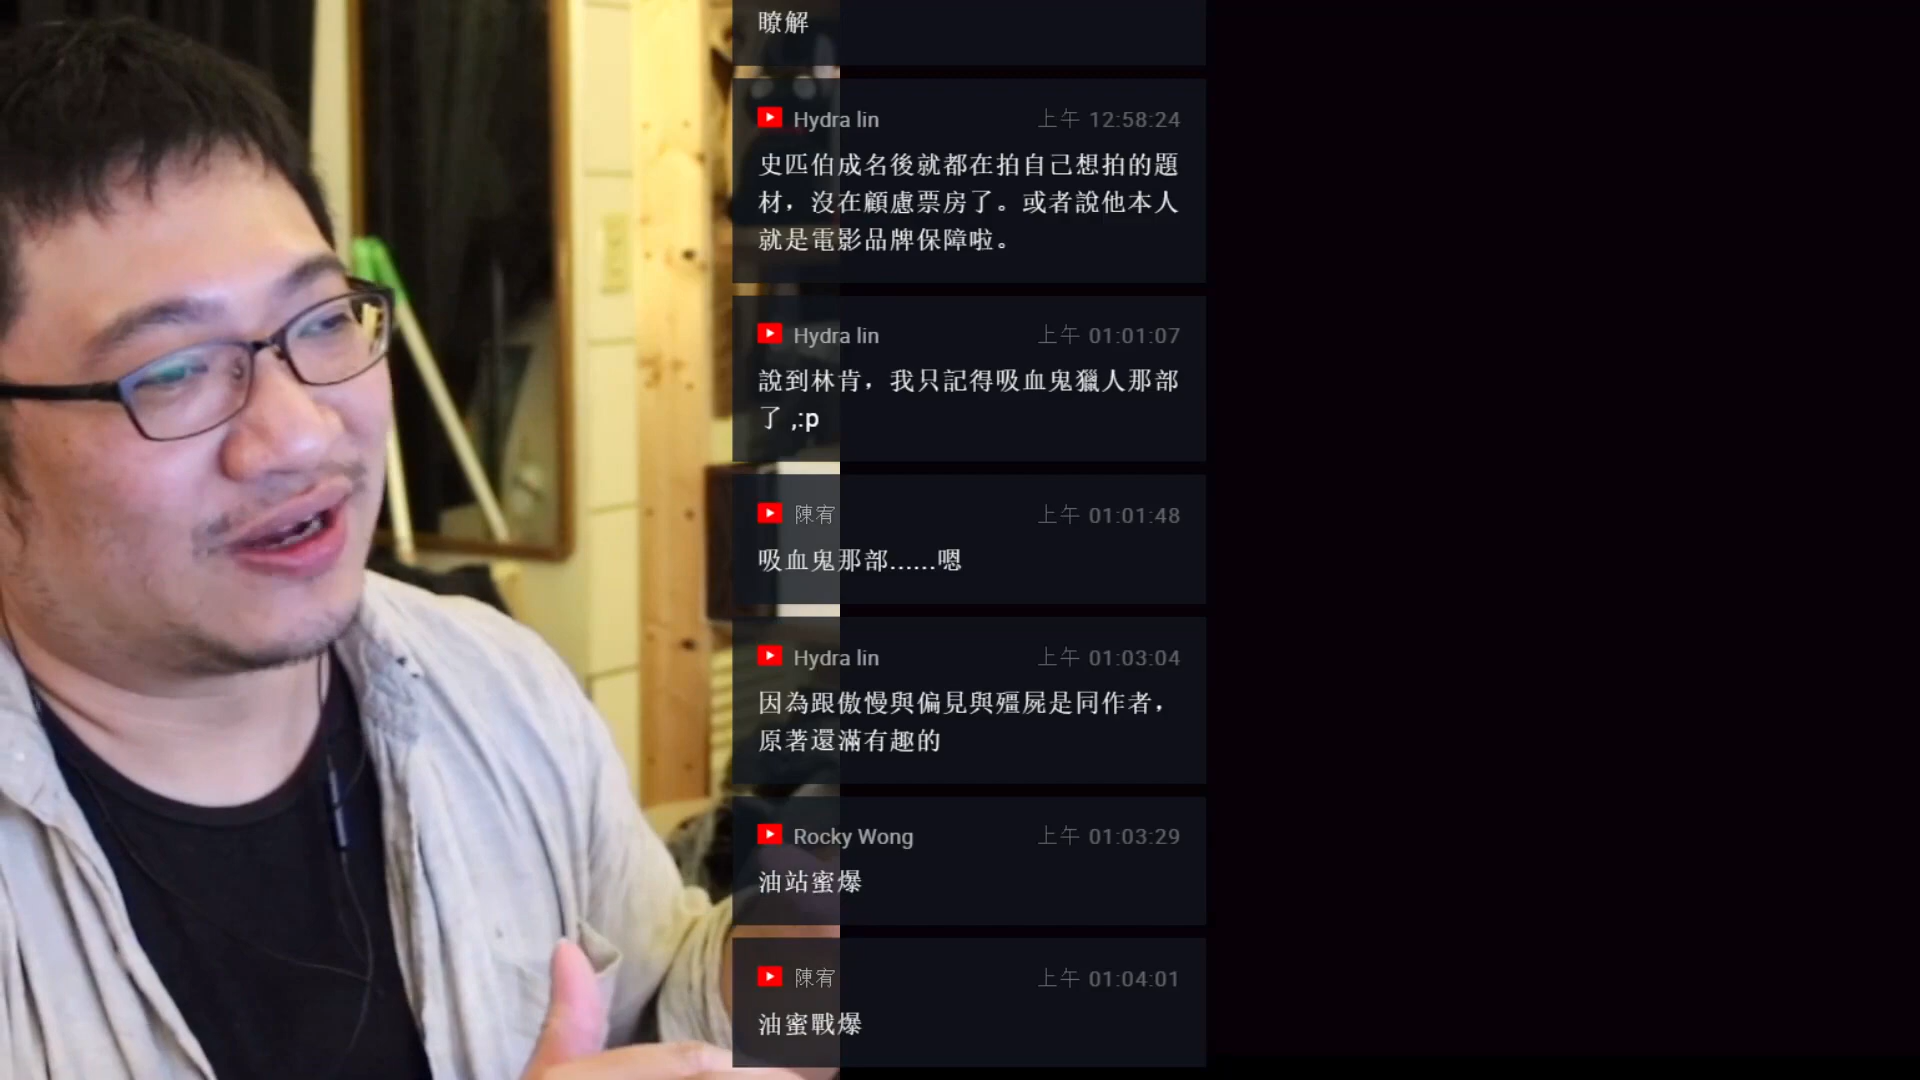 瞭解
Hydra lin 上午 12:58:24
史匹伯成名後就都在拍自己想拍的題
材，沒在顧慮票房了。或者說他本人
就是電影品牌保障啦。
Hydra lin 上午 01:01:07
說到林肯，我只記得吸血鬼獵人那部
了 ,:p
陳宥 上午 01:01:48
吸血鬼那部......嗯
Hydra lin 上午 01:03:04
因為跟傲慢與偏見與殭屍是同作者，
原著還滿有趣的
Rocky Wong 上午 01:03:29
油站蜜爆
陳宥 上午 01:04:01
油蜜戰爆